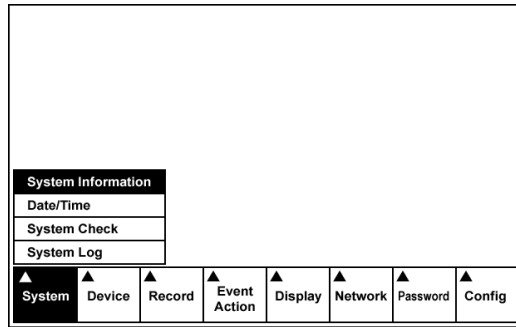 System Information
Date/Time
System Check
System Log
System
Device
Record
Event
Action
Display
Network
Password
Config